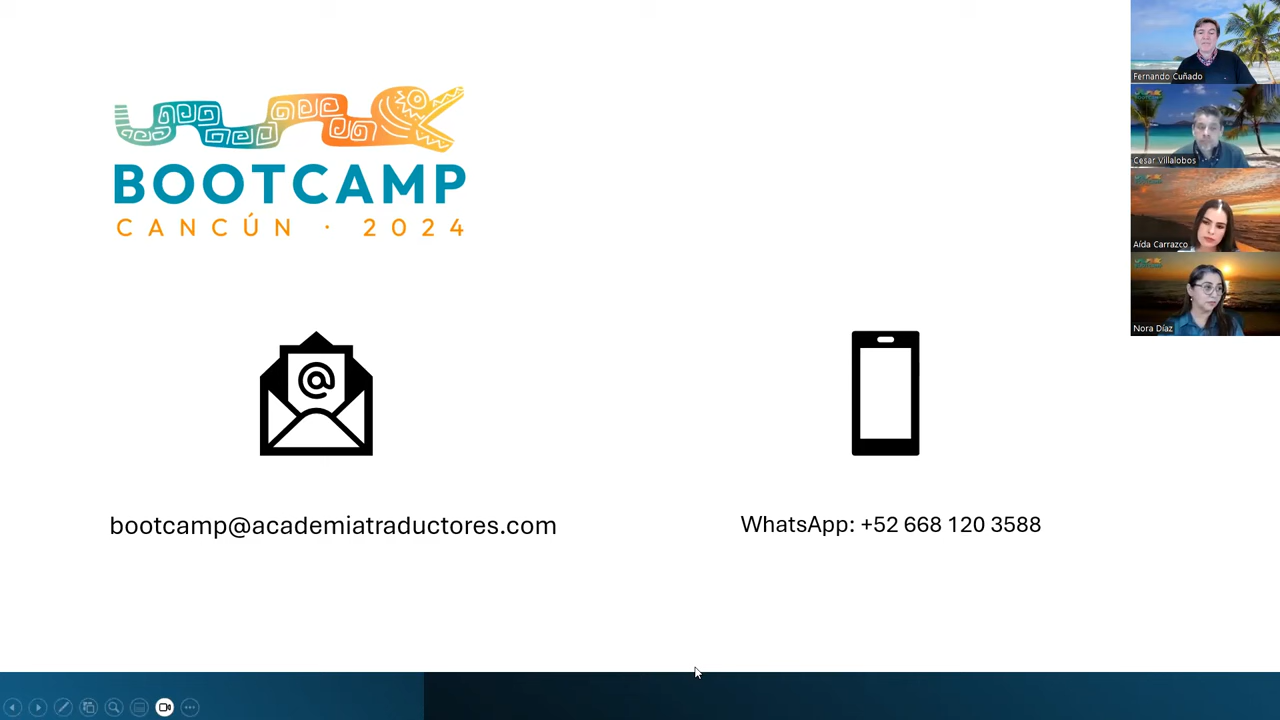 BOOTCAMP
CANCÚN · 2024
@
bootcamp@academiatraductores.com
WhatsApp: +52 668 120 3588
Fernando Cuñado
Cesar Villalobos
Aída Carrazco
Nora Díaz